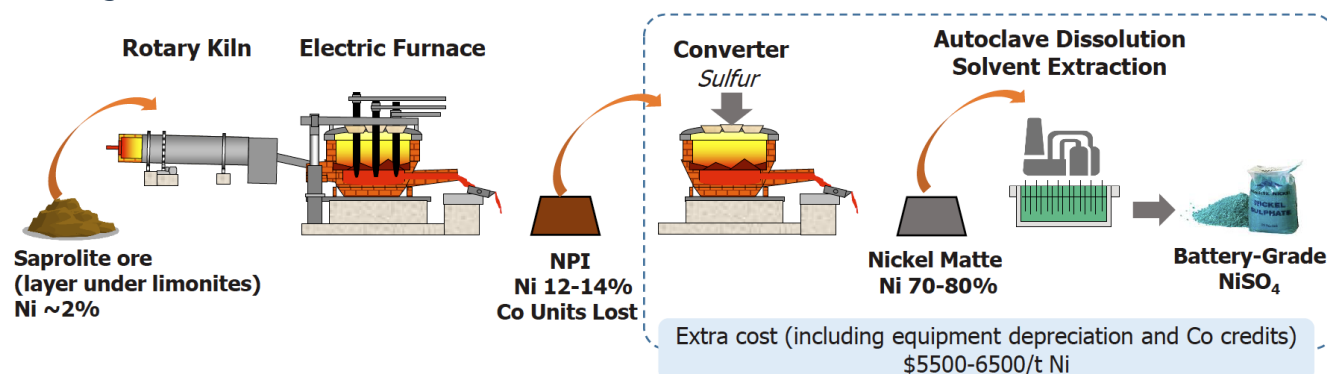 Rotary Kiln
Electric Furnace
Converter
Sulfur
Autoclave Dissolution
Solvent Extraction
Saprolite ore
(layer under limonites)
Ni ~2%
NPI
Ni 12-14%
Co Units Lost
Nickel Matte
Ni 70-80%
NICKEL
SULPHATE
Battery-Grade
NiSO₄
Extra cost (including equipment depreciation and Co credits)
$5500-6500/t Ni